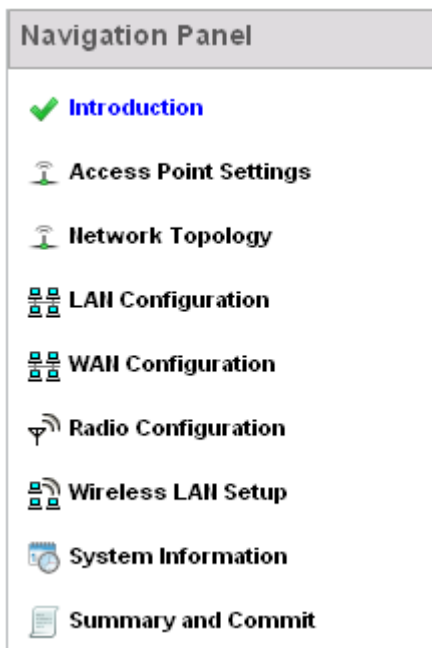 Navigation Panel
Introduction
Access Point Settings
Network Topology
LAN Configuration
WAN Configuration
Radio Configuration
Wireless LAN Setup
System Information
Summary and Commit